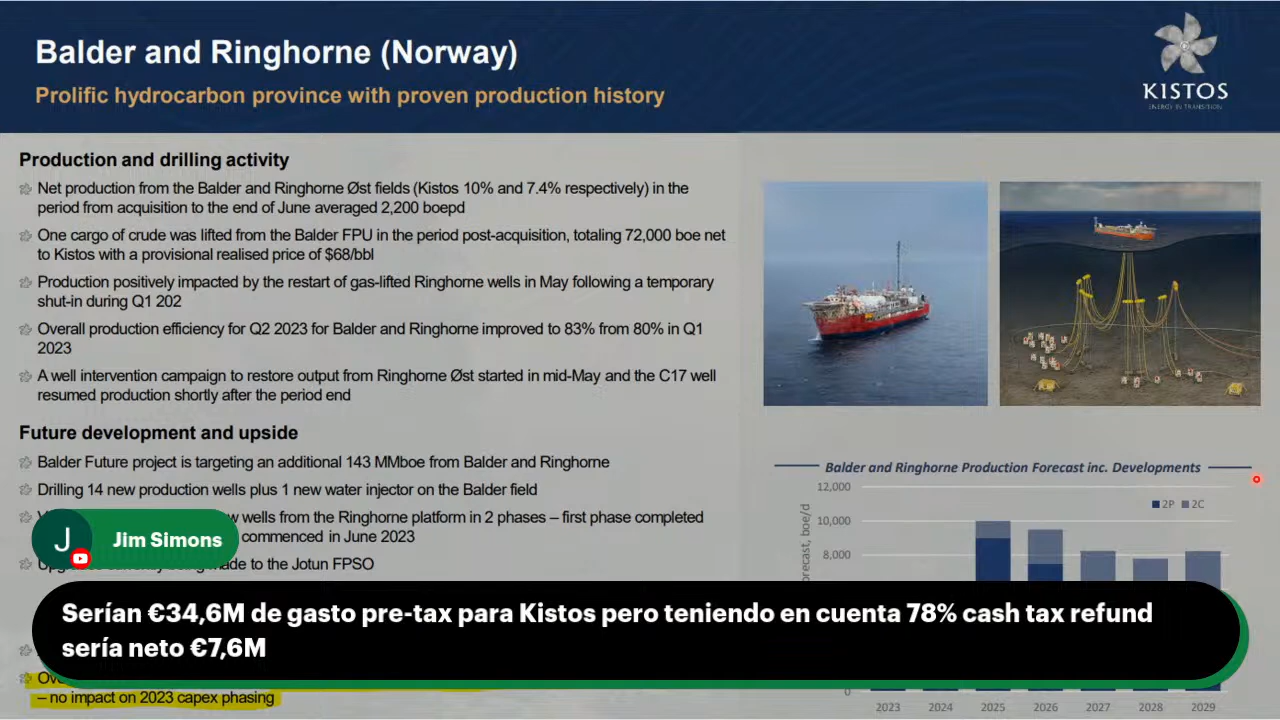 Balder and Ringhorne (Norway)
Prolific hydrocarbon province with proven production history
KISTOS
ENERGY IN TRANSITION
Production and drilling activity
Net production from the Balder and Ringhorne Øst fields (Kistos 10% and 7.4% respectively) in the
period from acquisition to the end of June averaged 2,200 boepd
One cargo of crude was lifted from the Balder FPU in the period post-acquisition, totaling 72,000 boe net
to Kistos with a provisional realised price of $68/bbl
Production positively impacted by the restart of gas-lifted Ringhorne wells in May following a temporary
shut-in during Q1 202
Overall production efficiency for Q2 2023 for Balder and Ringhorne improved to 83% from 80% in Q1
2023
A well intervention campaign to restore output from Ringhorne Øst started in mid-May and the C17 well
resumed production shortly after the period end
Future development and upside
Balder Future project is targeting an additional 143 MMboe from Balder and Ringhorne
Drilling 14 new production wells plus 1 new water injector on the Balder field
wells from the Ringhorne platform in 2 phases – first phase completed
commenced in June 2023
made to the Jotun FPSO
– no impact on 2023 capex phasing
Balder and Ringhorne Production Forecast inc. Developments
12,000
2P 2C
10,000
8,000
boe/d
0
2023 2024 2025 2026 2027 2028 2029
J
Jim Simons
Serían €34,6M de gasto pre-tax para Kistos pero teniendo en cuenta 78% cash tax refund
sería neto €7,6M